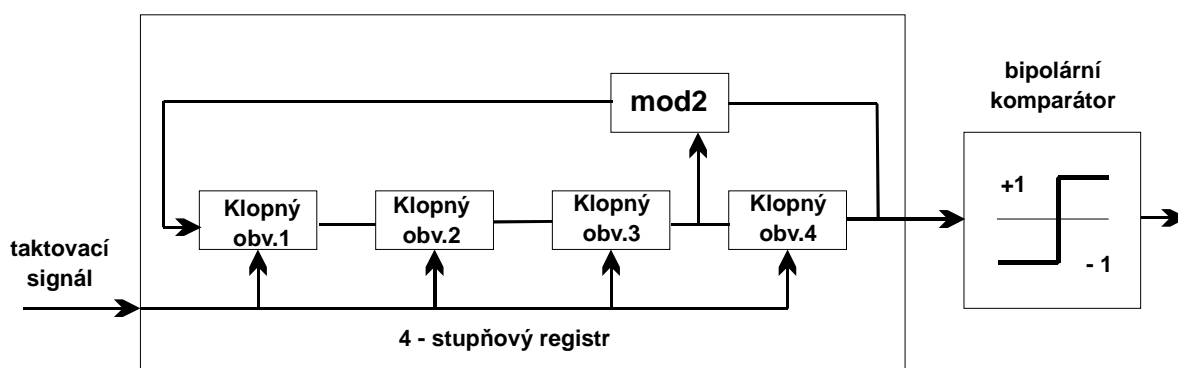 bipolární
komparátor
mod2
+1
- 1
Klopný
obv.1
Klopný
obv.2
Klopný
obv.3
Klopný
obv.4
taktovací
signál
4 - stupňový registr